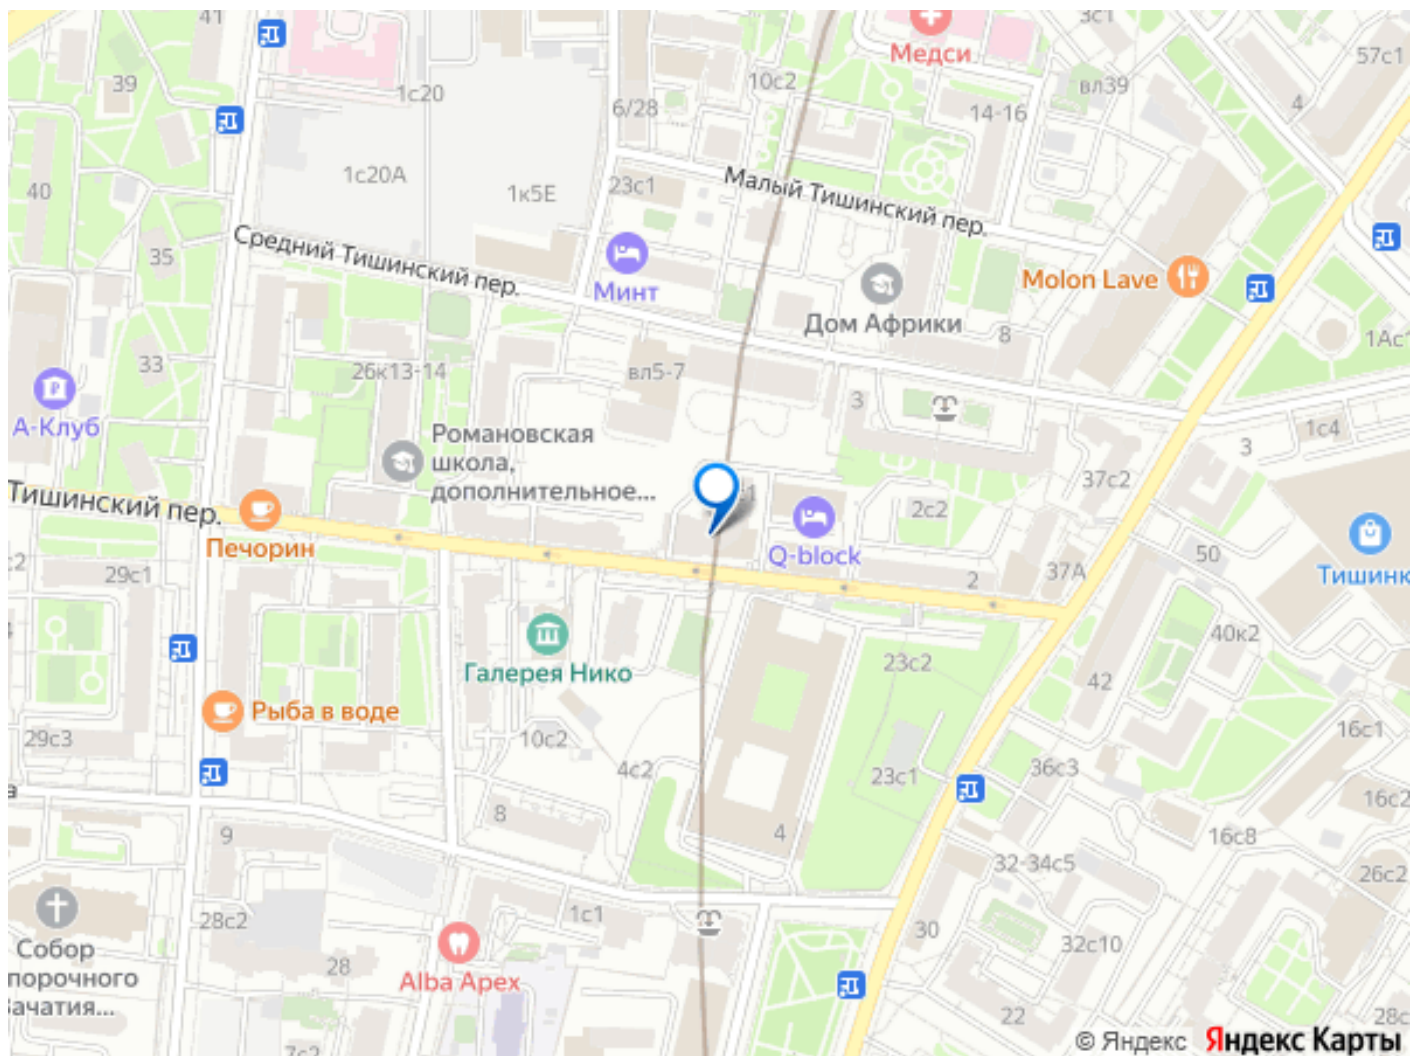 41
3с1
57с1
Медси
39
1с20
10с2
вл39
6/28
14-16
4
1с20А
40
1к5Е
23с1
Малый Тишинский пер.
Средний Тишинский пер.
35
Минт
Molon Lave
Дом Африки
8
33
26к13-14
вл5-7
А-Клуб
3
1с4
3
Романовская
школа,
дополнительное...
37с2
Тишинский пер.
Печорин
2с2
Q-block
50
Тишинк
29с1
2
37А
40к2
Галерея Нико
23с2
42
Рыба в воде
29с3
10с2
4с2
23с1
36с3
16с1
16с2
8
9
4
16с8
32-34с5
26с2
1с1
28с2
30
32с10
Собор
порочного
Зачатия...
28
Alba Apex
22
28с
7с2
© Яндекс Яндекс Карты